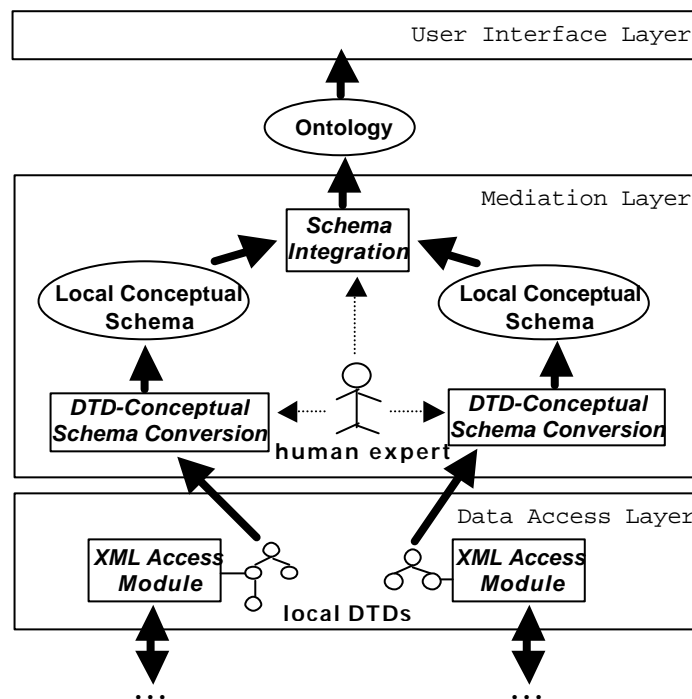 User Interface Layer
Ontology
Mediation Layer
Schema
Integration
Local Conceptual
Schema
Local Conceptual
Schema
DTD-Conceptual
Schema Conversion
DTD-Conceptual
Schema Conversion
human expert
Data Access Layer
XML Access
Module
XML Access
Module
local DTDs
...
...